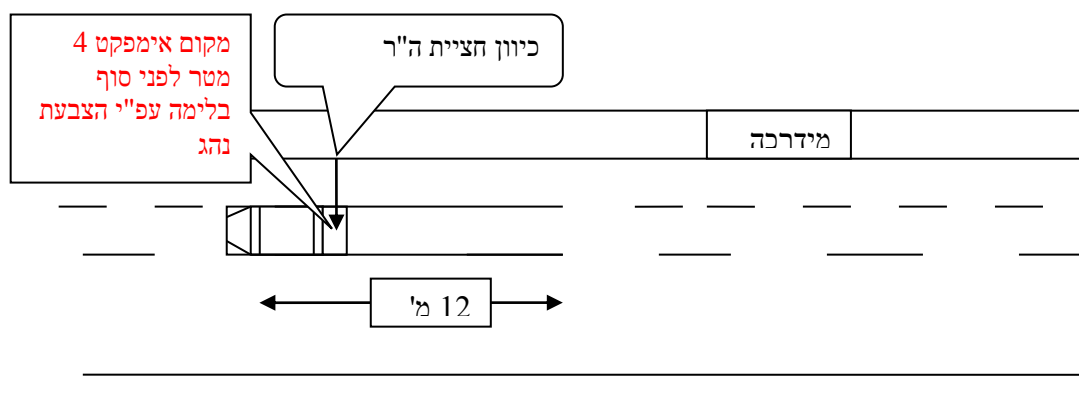 מקום אימפקט 4
מטר לפני סוף
בלימה עפ"י הצבעת
נהג
כיוון חציית ה"ר
מידרכה
12 מ'